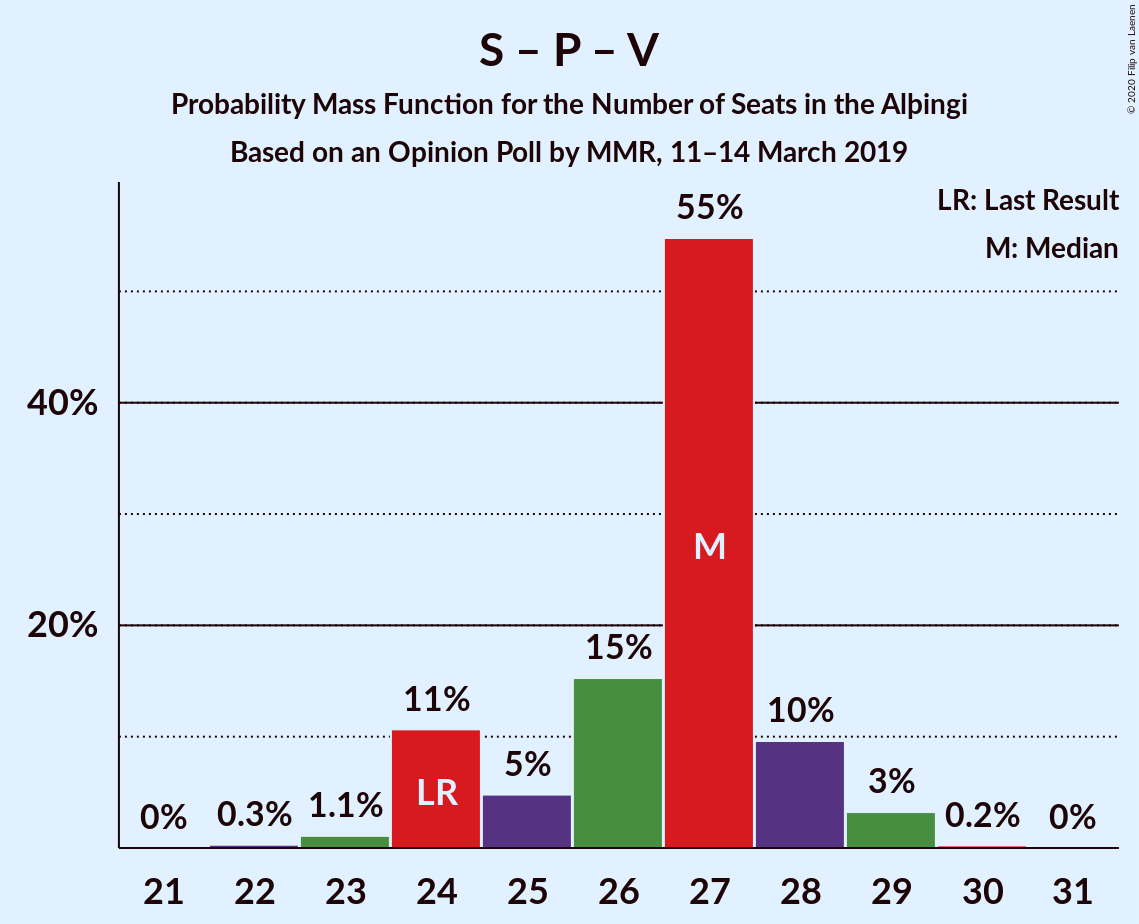 S – P – V
Probability Mass Function for the Number of Seats in the Alþingi
Based on an Opinion Poll by MMR, 11–14 March 2019
© 2020 Filip van Laenen
LR: Last Result
M: Median
55%
40%
20%
M
15%
11%
10%
LR
5%
3%
0%
0.3%
1.1%
0.2%
0%
21 22 23 24 25 26 27 28 29 30 31